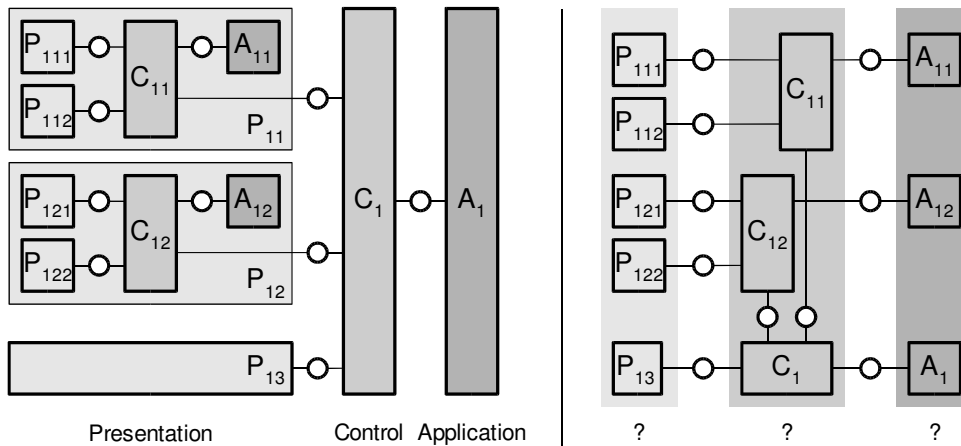 P111 A11 P111 A11
C11 C11
P112 P112
P11
P121 A12 C1 A1 P121 A12
C12 C12
P122 P122
P12
P13 P13 C1 A1
Presentation Control Application ? ? ?